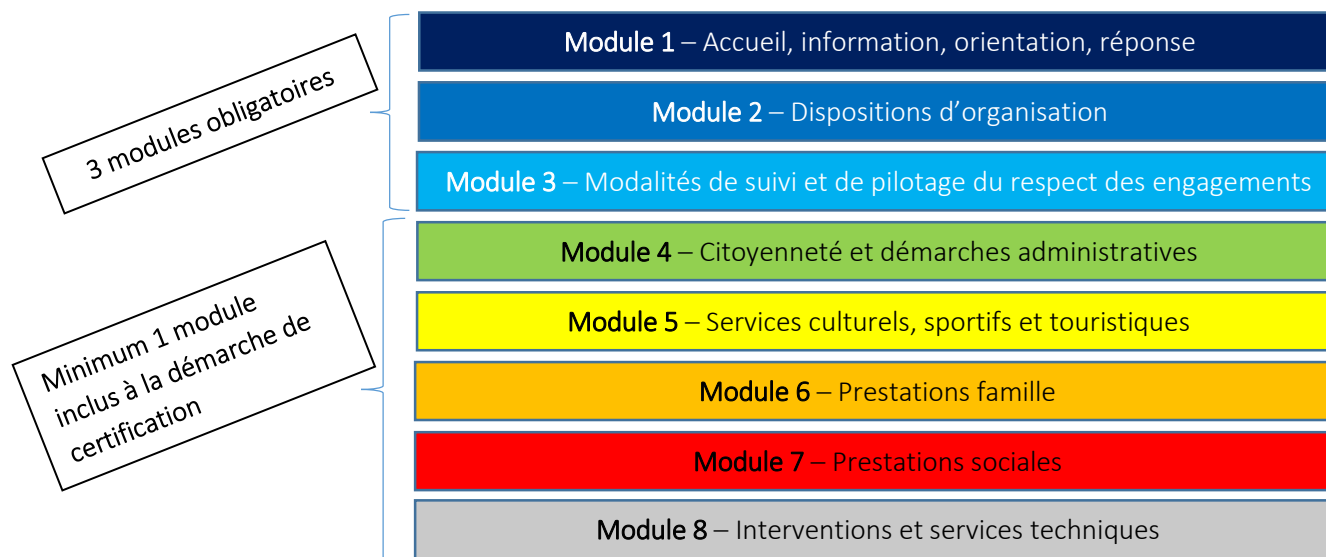 3 modules obligatoires
Module 1 – Accueil, information, orientation, réponse
Module 2 – Dispositions d’organisation
Module 3 – Modalités de suivi et de pilotage du respect des engagements
Minimum 1 module
inclus à la démarche de
certification
Module 4 – Citoyenneté et démarches administratives
Module 5 – Services culturels, sportifs et touristiques
Module 6 – Prestations famille
Module 7 – Prestations sociales
Module 8 – Interventions et services techniques